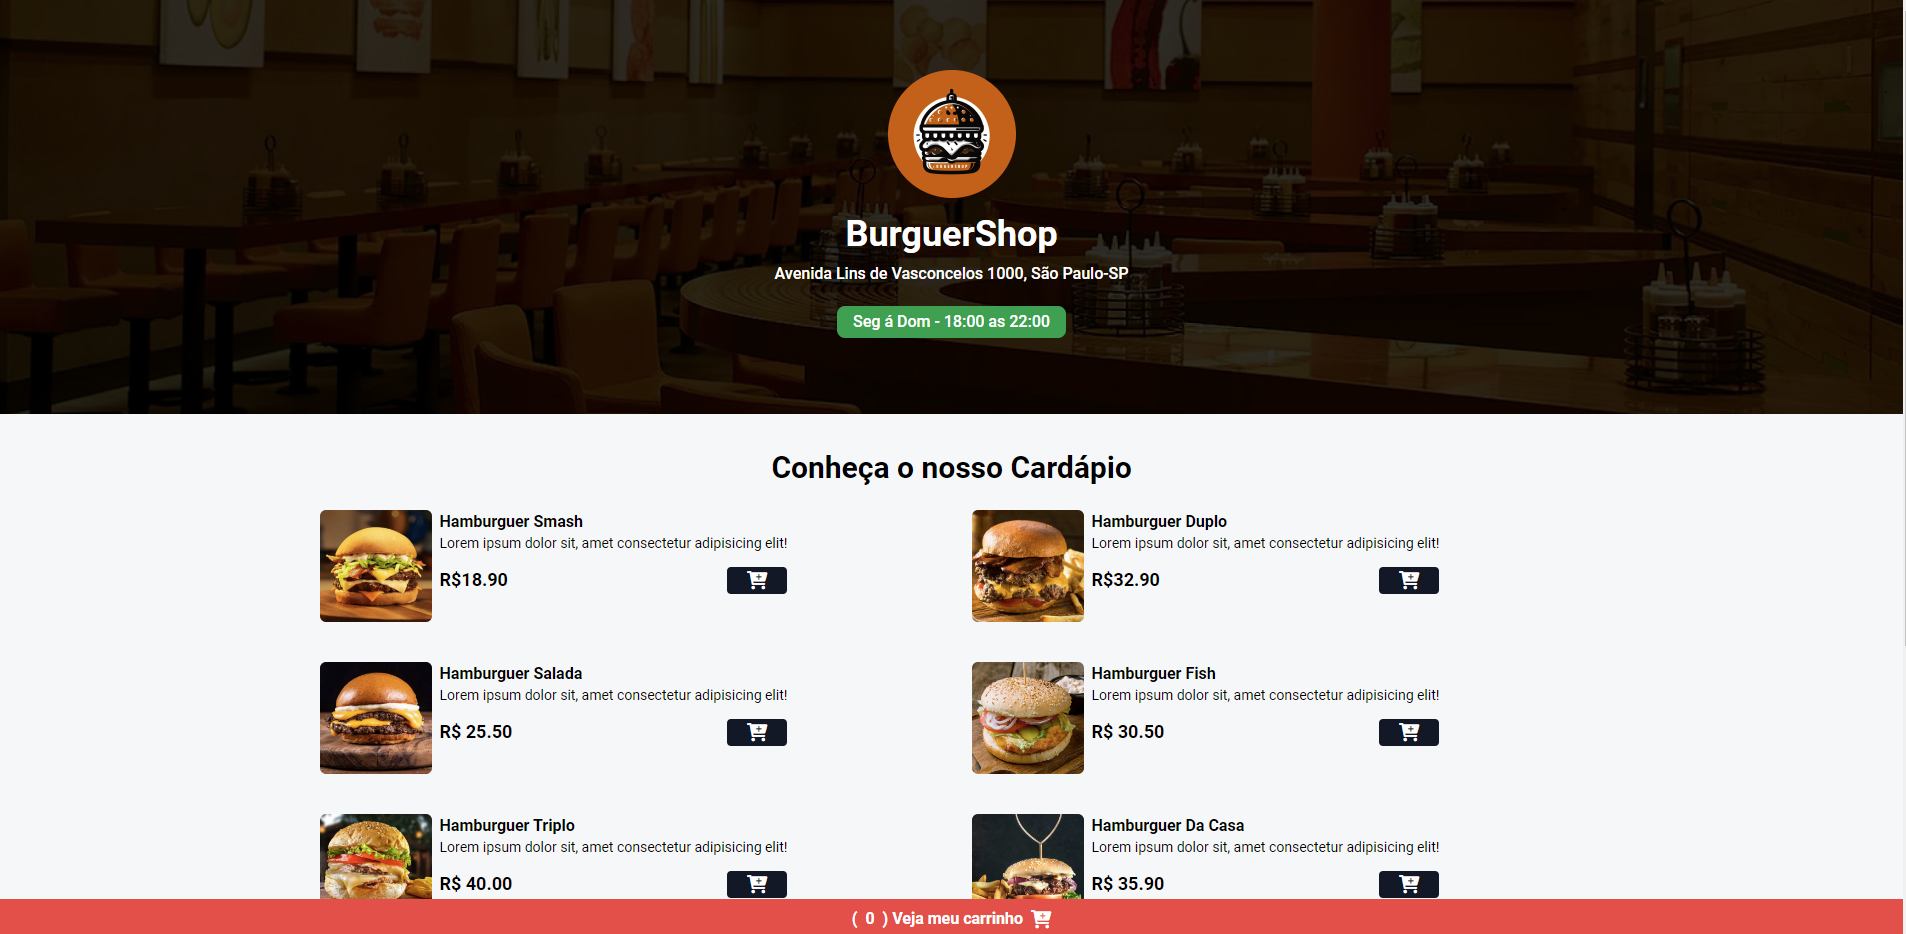 BurguerShop
Avenida Lins de Vasconcelos 1000, São Paulo-SP
Seg á Dom - 18:00 as 22:00
Conheça o nosso Cardápio
Hamburguer Smash
Lorem ipsum dolor sit, amet consectetur adipisicing elit!
R$18.90
Hamburguer Duplo
Lorem ipsum dolor sit, amet consectetur adipisicing elit!
R$32.90
Hamburguer Salada
Lorem ipsum dolor sit, amet consectetur adipisicing elit!
R$ 25.50
Hamburguer Fish
Lorem ipsum dolor sit, amet consectetur adipisicing elit!
R$ 30.50
Hamburguer Triplo
Lorem ipsum dolor sit, amet consectetur adipisicing elit!
R$ 40.00
Hamburguer Da Casa
Lorem ipsum dolor sit, amet consectetur adipisicing elit!
R$ 35.90
( 0 ) Veja meu carrinho